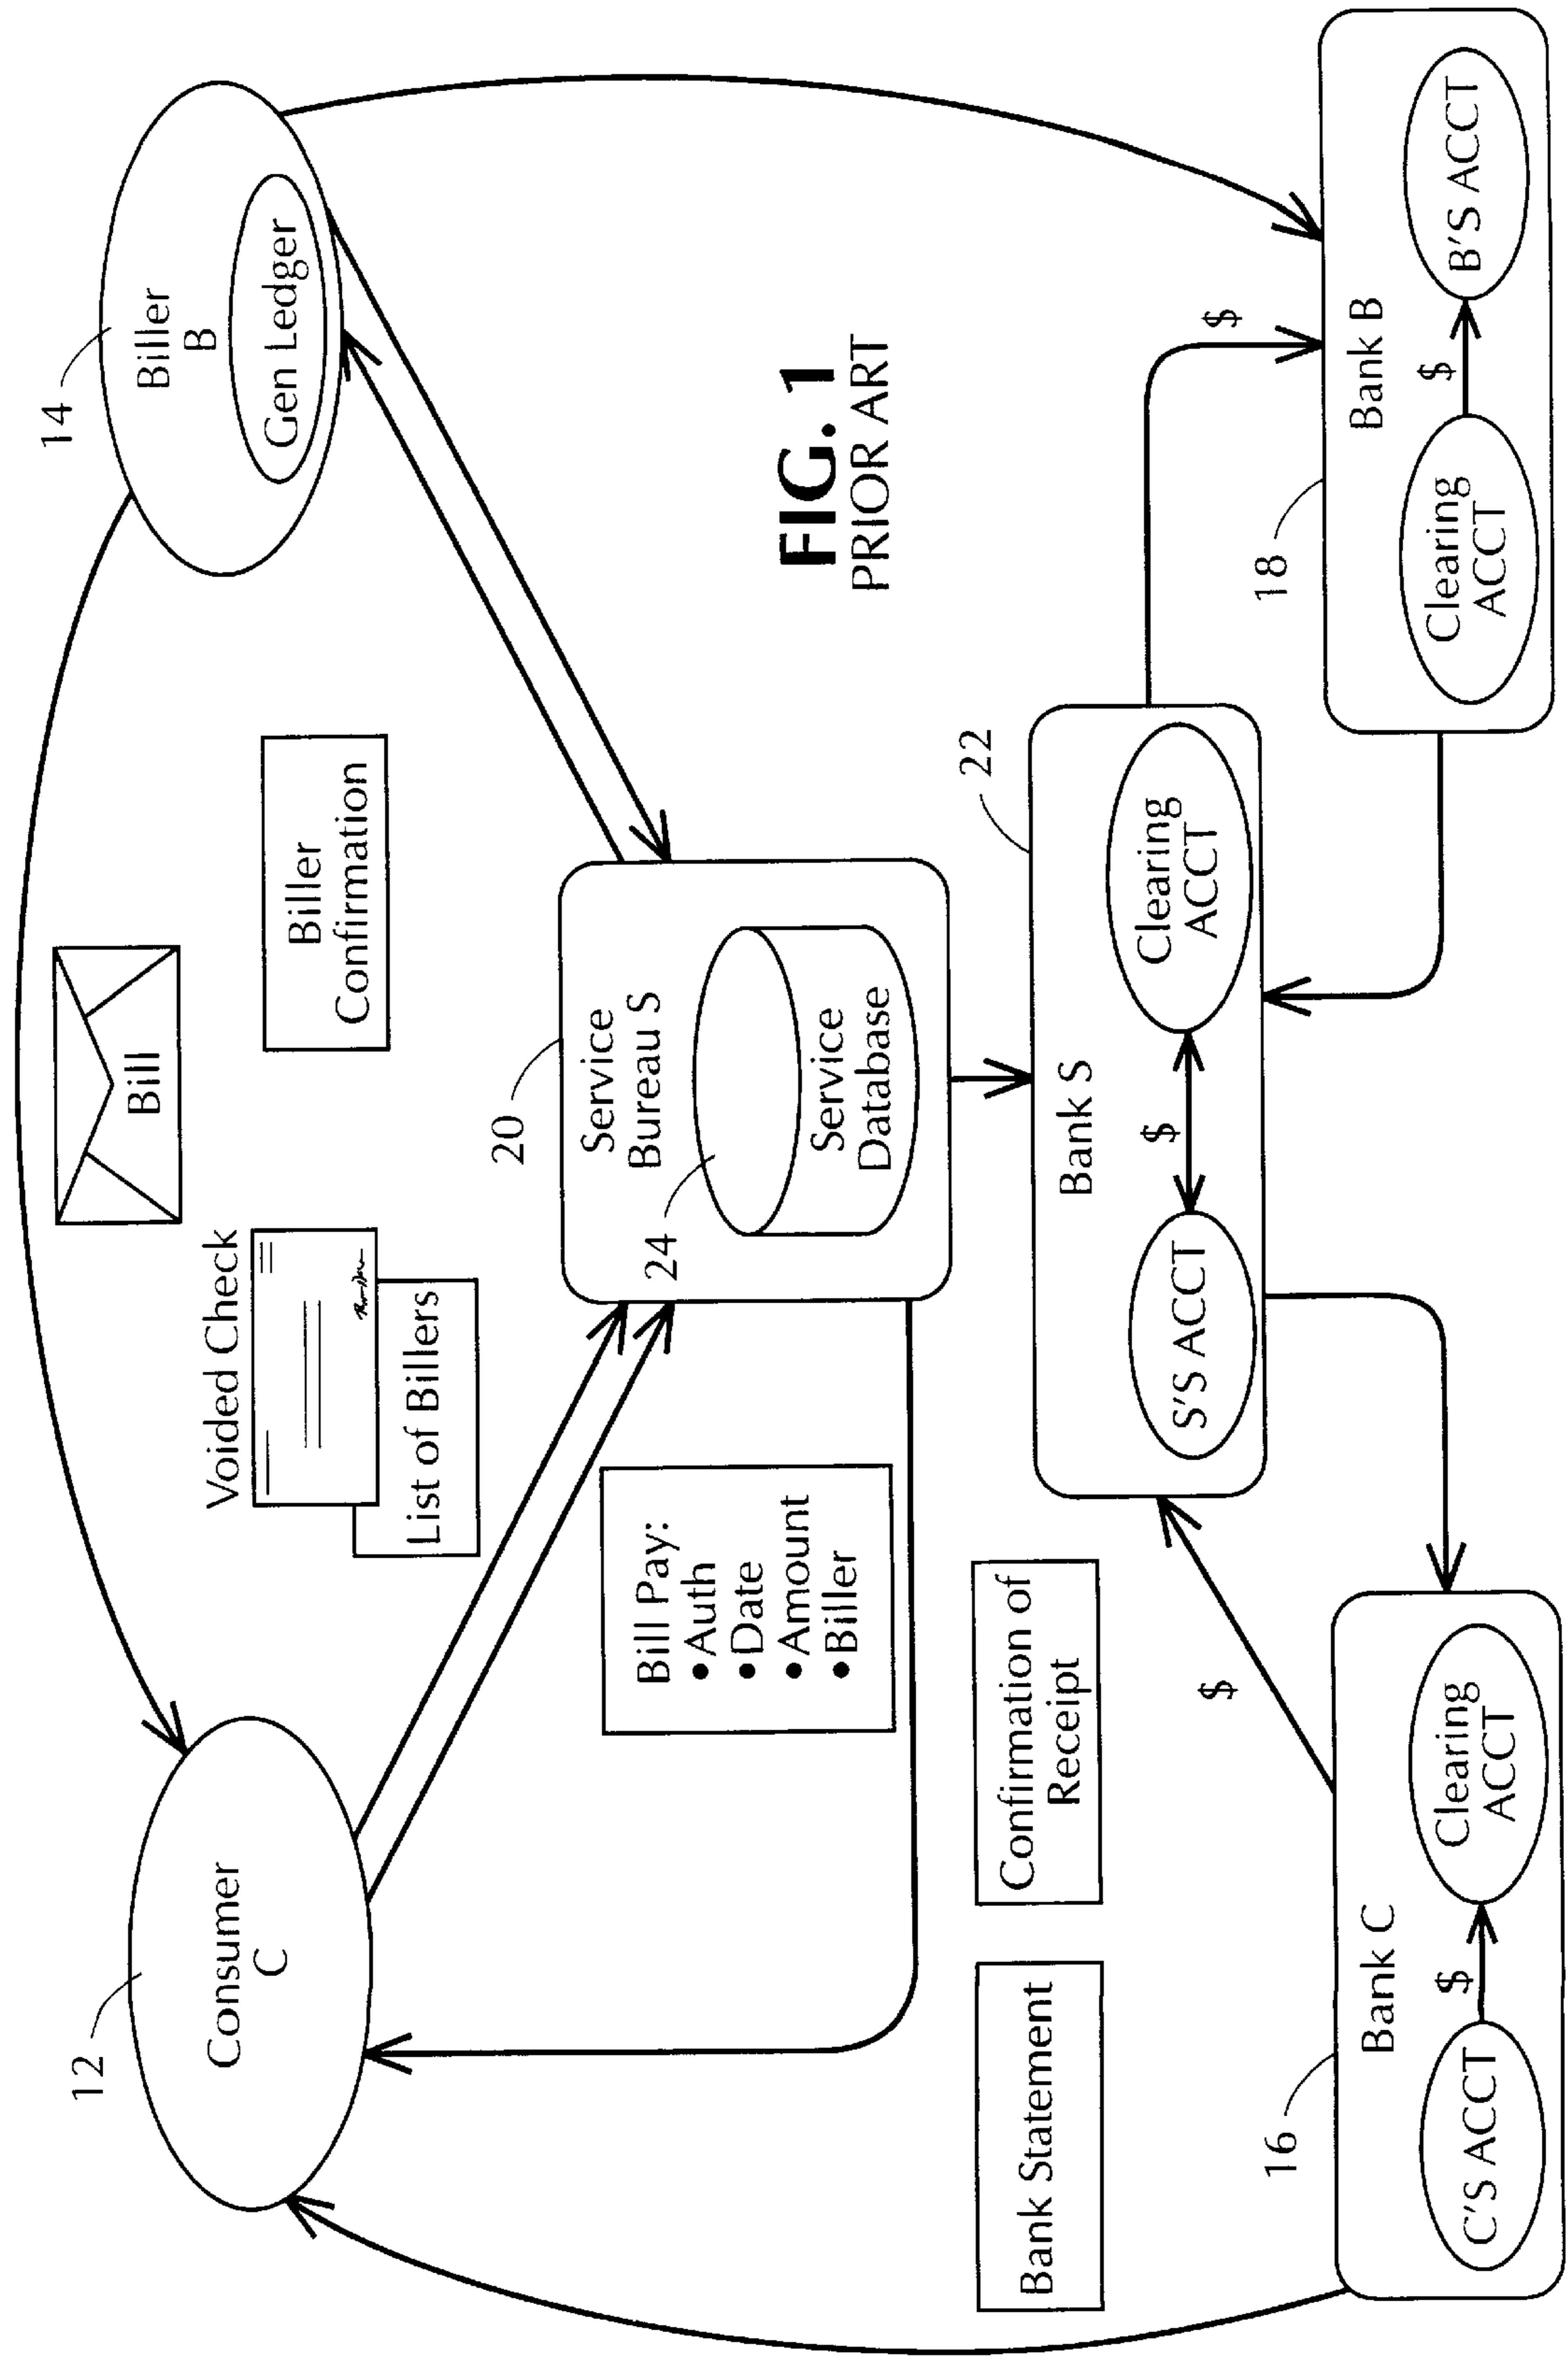 Bill
14
Biller
B
Gen Ledger
12
Consumer
C
Voided Check
List of Billers
Biller
Confirmation
20
Service
Bureau S
24
Service
Database
Bill Pay:
•Auth
•Date
•Amount
•Biller
FIG. 1
PRIOR ART
Bank Statement
Confirmation of
Receipt
22
Bank S
S'S ACCT
$
Clearing
ACCT
$
$
16
Bank C
C'S ACCT
$
Clearing
ACCT
18
Bank B
Clearing
ACCT
$
B'S ACCT